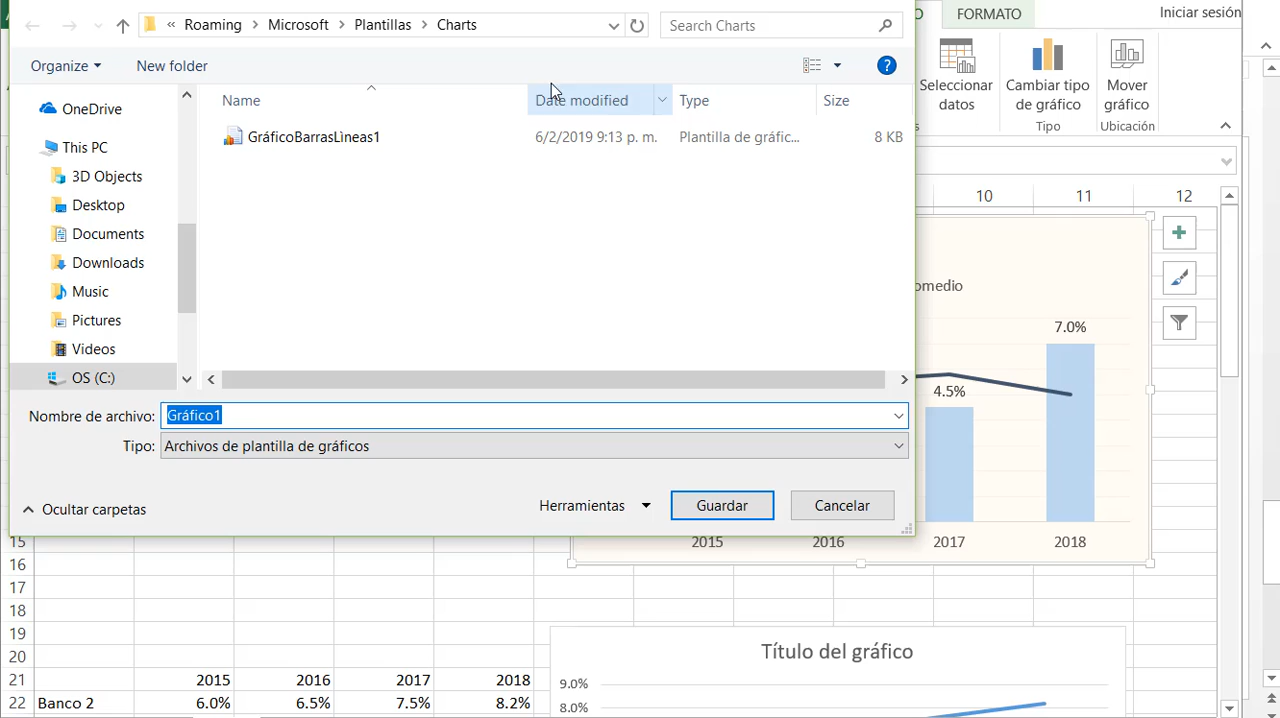 « Roaming > Microsoft > Plantillas > Charts
Search Charts
FORMATO
Iniciar sesión
Organize
New folder
?
Seleccionar datos
Cambiar tipo de gráfico
Mover gráfico
Tipo
Ubicación
Name
Date modified
Type
Size
GráficoBarrasLìneas1
6/2/2019 9:13 p. m.
Plantilla de gráfic...
8 KB
OneDrive
This PC
3D Objects
Desktop
Documents
Downloads
Music
Pictures
Videos
OS (C:)
Nombre de archivo:
Gráfico1
Tipo:
Archivos de plantilla de gráficos
Ocultar carpetas
Herramientas
Guardar
Cancelar
10 11 12
omedio
7.0%
4.5%
2015 2016 2017 2018
15
16
17
18
19
20
21 2015 2016 2017 2018
22 Banco 2 6.0% 6.5% 7.5% 8.2%
Título del gráfico
9.0%
8.0%